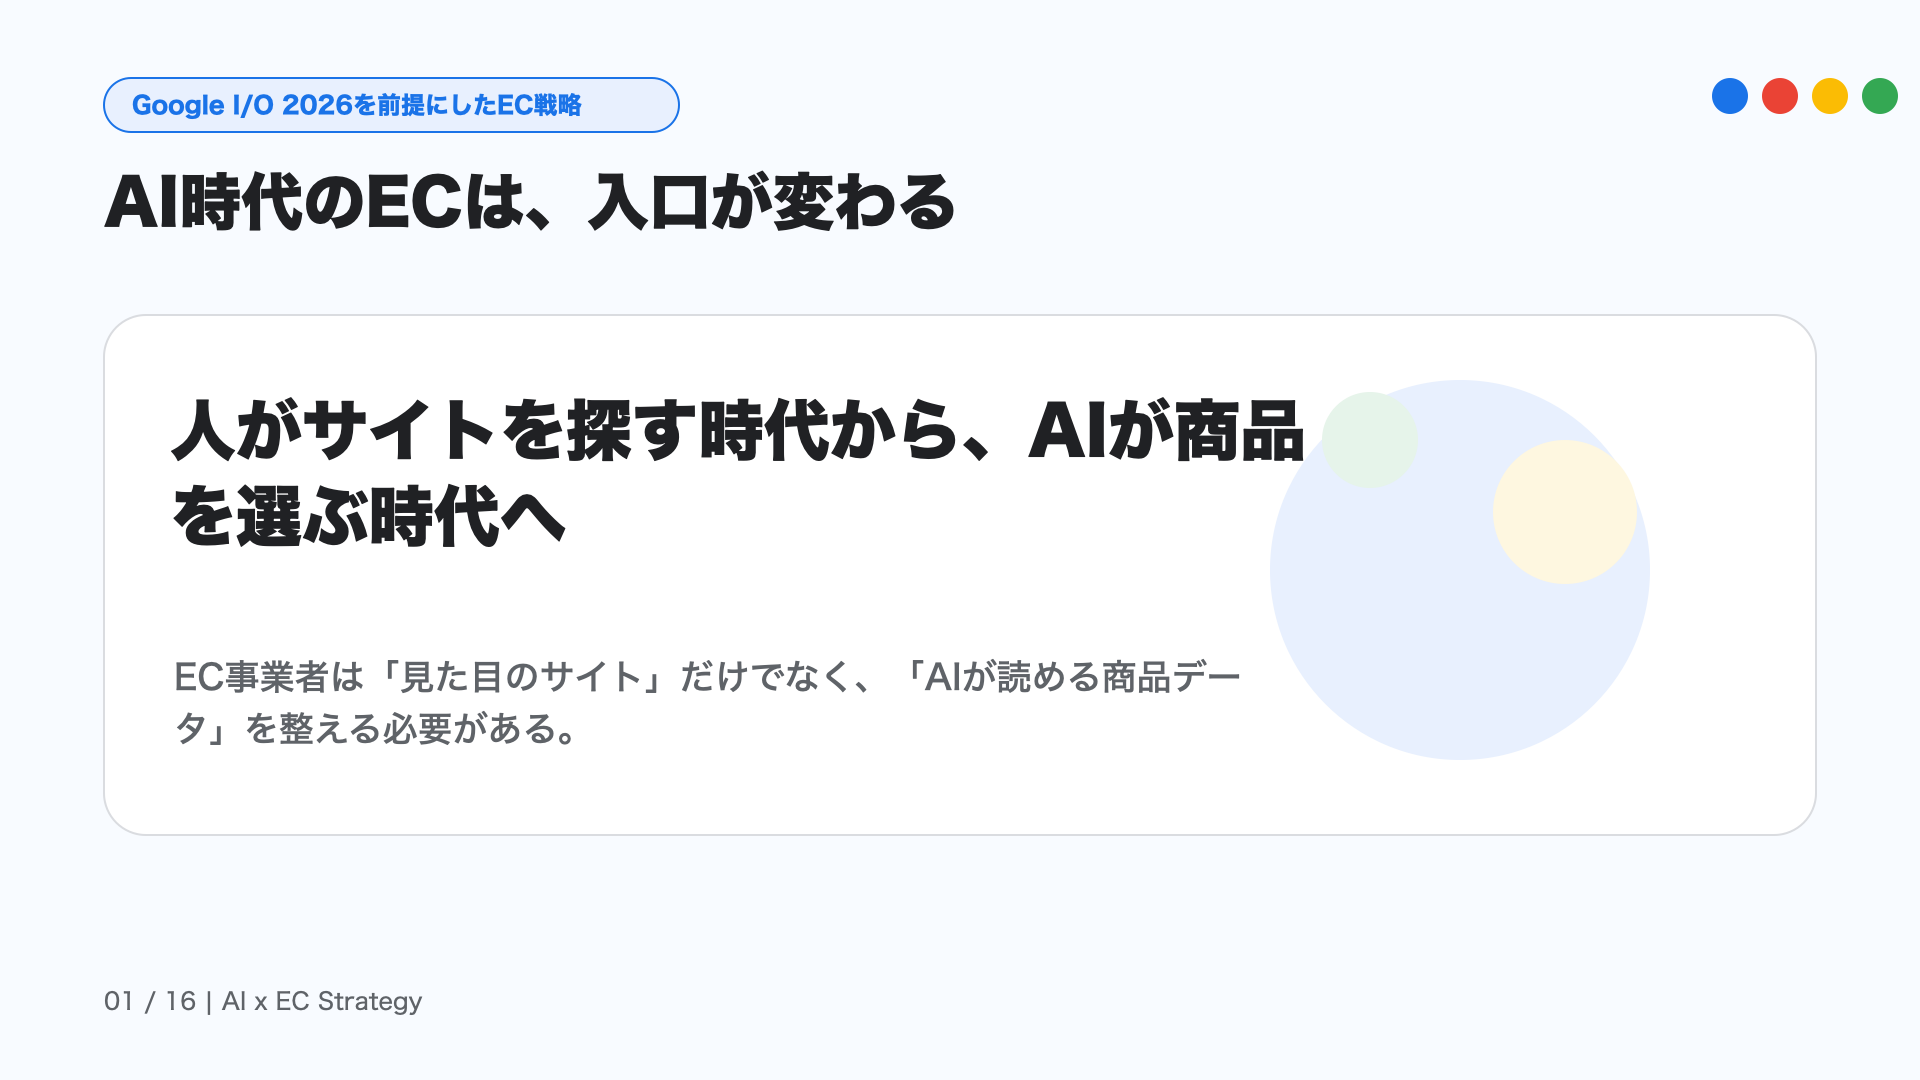 Google I/O 2026を前提にしたEC戦略
AI時代のECは、入口が変わる
人がサイトを探す時代から、AIが商品
を選ぶ時代へ
EC事業者は「見た目のサイト」だけでなく、「AIが読める商品デー
タ」を整える必要がある。
01 / 16 | AI x EC Strategy